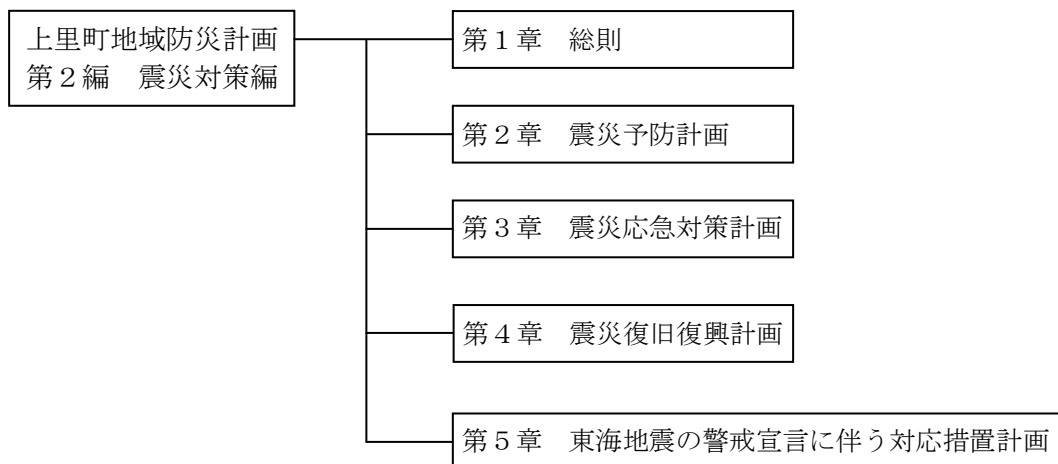 上里町地域防災計画
第２編　震災対策編
第１章　総則
第２章　震災予防計画
第３章　震災応急対策計画
第４章　震災復旧復興計画
第５章　東海地震の警戒宣言に伴う対応措置計画